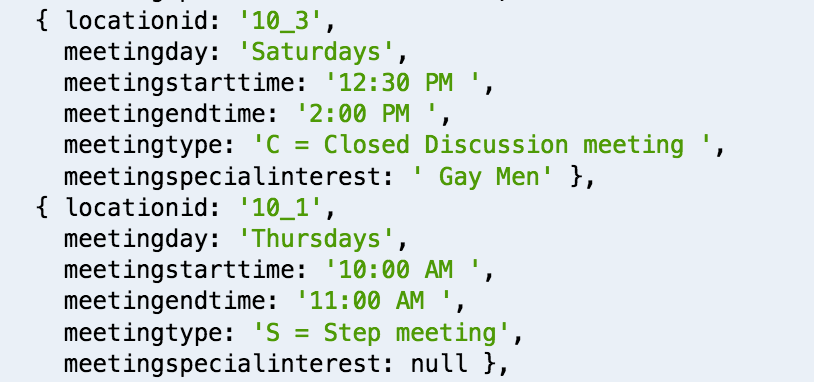 { locationid: '10_3',
meetingday: 'Saturdays',
meetingstarttime: '12:30 PM ',
meetingendtime: '2:00 PM ',
meetingtype: 'C = Closed Discussion meeting ',
meetingspecialinterest: ' Gay Men' },
{ locationid: '10_1',
meetingday: 'Thursdays',
meetingstarttime: '10:00 AM ',
meetingendtime: '11:00 AM ',
meetingtype: 'S = Step meeting',
meetingspecialinterest: null },